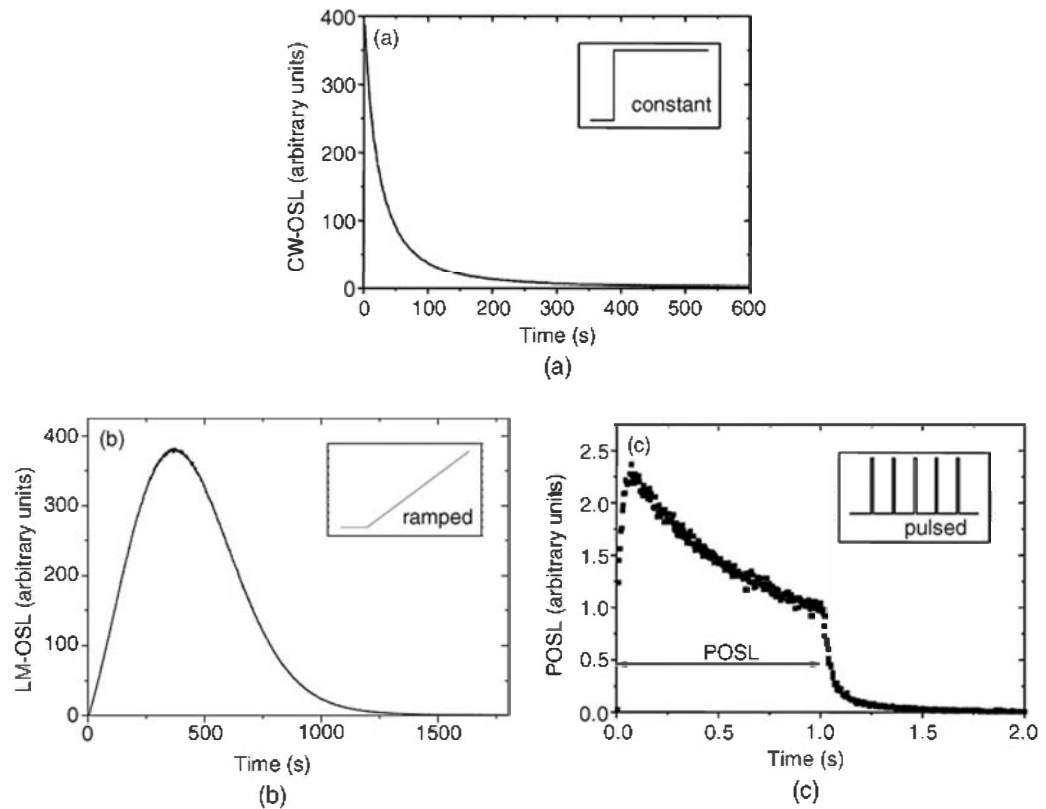 (a)
CW-OSL (arbitrary units)
400
300
200
100
0
constant
0 100 200 300 400 500 600
Time (s)
(a)
(b)
LM-OSL (arbitrary units)
400
300
200
100
0
ramped
0 500 1000 1500
Time (s)
(b)
(c)
POSL (arbitrary units)
2.5
2.0
1.5
1.0
0.5
0
pulsed
POSL
0.0 0.5 1.0 1.5 2.0
Time (s)
(c)